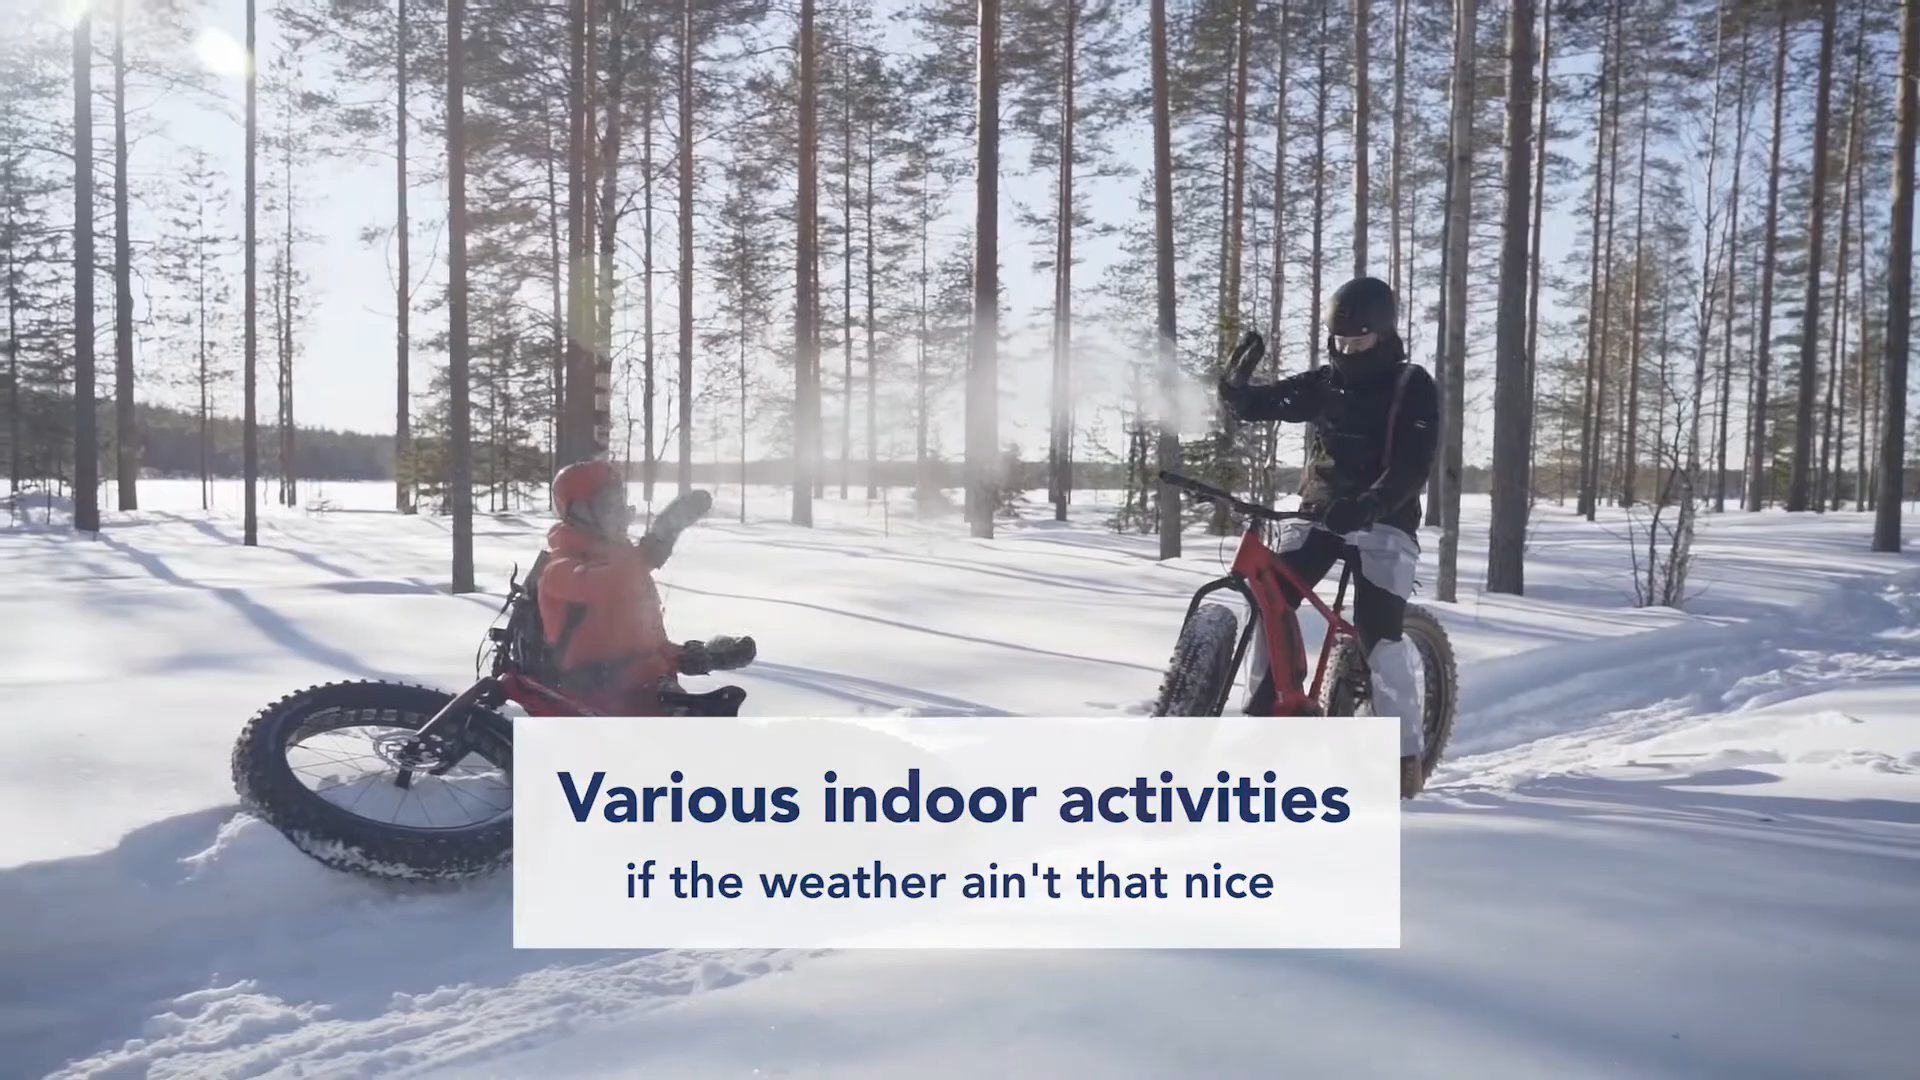 Various indoor activities
if the weather ain't that nice